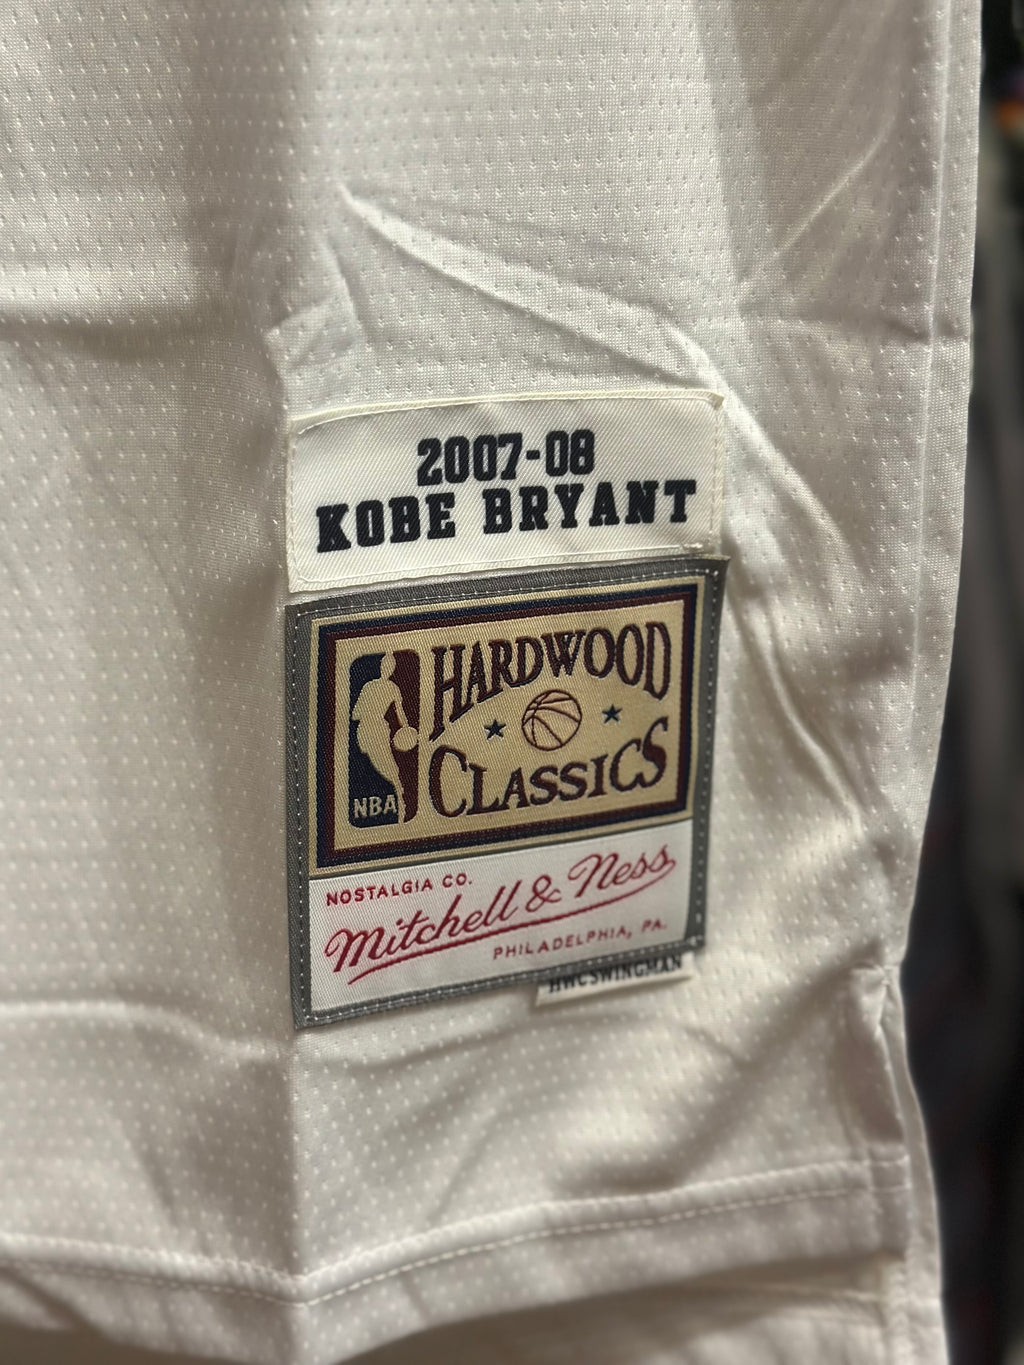 2007-08
KOBE BRYANT
HARDWOOD
CLASSICS
NBA
NOSTALGIA CO.
Mitchell & Ness
PHILADELPHIA, PA.
HWCSWINGMAN